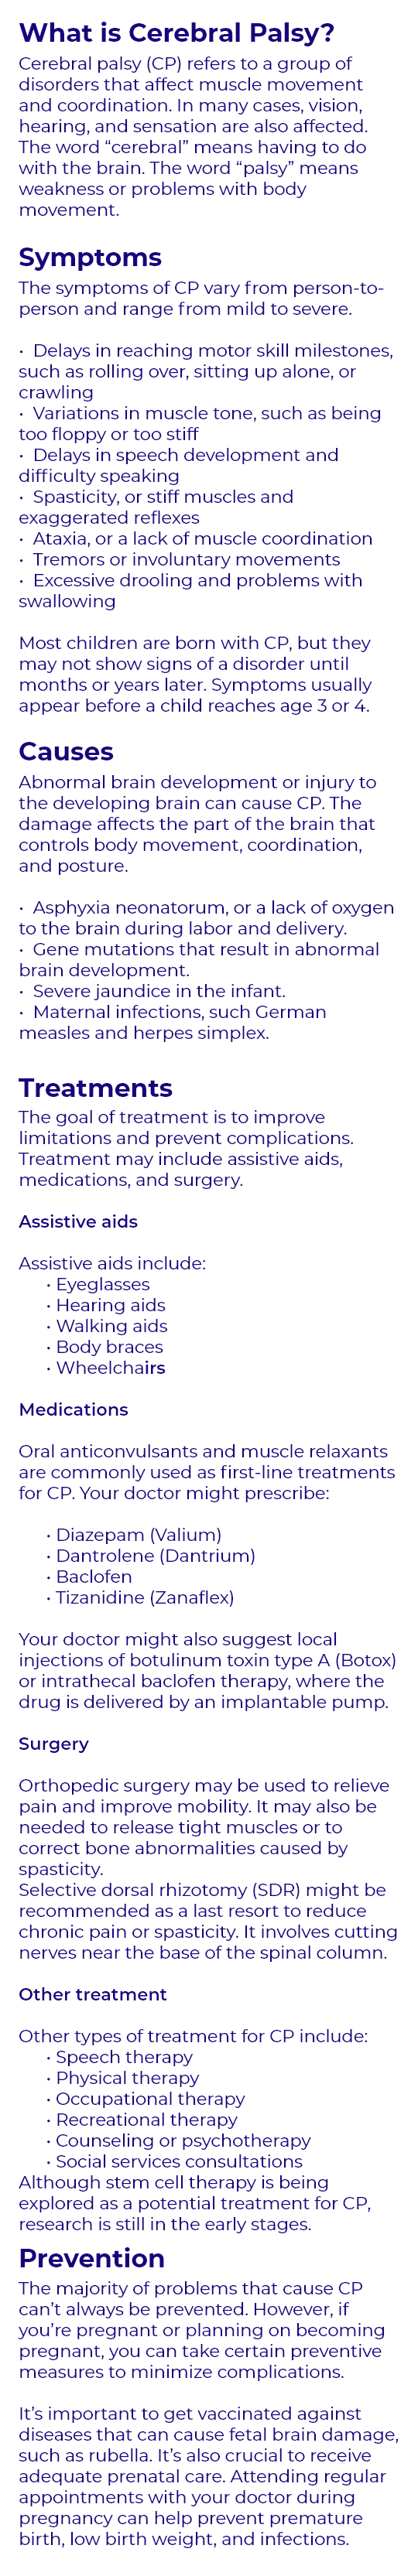 What is Cerebral Palsy?
Cerebral palsy (CP) refers to a group of
disorders that affect muscle movement
and coordination. In many cases, vision,
hearing, and sensation are also affected.
The word “cerebral” means having to do
with the brain. The word “palsy” means
weakness or problems with body
movement.
Symptoms
The symptoms of CP vary from person-to-
person and range from mild to severe.
• Delays in reaching motor skill milestones,
such as rolling over, sitting up alone, or
crawling
• Variations in muscle tone, such as being
too floppy or too stiff
• Delays in speech development and
difficulty speaking
• Spasticity, or stiff muscles and
exaggerated reflexes
• Ataxia, or a lack of muscle coordination
• Tremors or involuntary movements
• Excessive drooling and problems with
swallowing
Most children are born with CP, but they
may not show signs of a disorder until
months or years later. Symptoms usually
appear before a child reaches age 3 or 4.
Causes
Abnormal brain development or injury to
the developing brain can cause CP. The
damage affects the part of the brain that
controls body movement, coordination,
and posture.
• Asphyxia neonatorum, or a lack of oxygen
to the brain during labor and delivery.
• Gene mutations that result in abnormal
brain development.
• Severe jaundice in the infant.
• Maternal infections, such German
measles and herpes simplex.
Treatments
The goal of treatment is to improve
limitations and prevent complications.
Treatment may include assistive aids,
medications, and surgery.
Assistive aids
Assistive aids include:
• Eyeglasses
• Hearing aids
• Walking aids
• Body braces
• Wheelchairs
Medications
Oral anticonvulsants and muscle relaxants
are commonly used as first-line treatments
for CP. Your doctor might prescribe:
• Diazepam (Valium)
• Dantrolene (Dantrium)
• Baclofen
• Tizanidine (Zanaflex)
Your doctor might also suggest local
injections of botulinum toxin type A (Botox)
or intrathecal baclofen therapy, where the
drug is delivered by an implantable pump.
Surgery
Orthopedic surgery may be used to relieve
pain and improve mobility. It may also be
needed to release tight muscles or to
correct bone abnormalities caused by
spasticity.
Selective dorsal rhizotomy (SDR) might be
recommended as a last resort to reduce
chronic pain or spasticity. It involves cutting
nerves near the base of the spinal column.
Other treatment
Other types of treatment for CP include:
• Speech therapy
• Physical therapy
• Occupational therapy
• Recreational therapy
• Counseling or psychotherapy
• Social services consultations
Although stem cell therapy is being
explored as a potential treatment for CP,
research is still in the early stages.
Prevention
The majority of problems that cause CP
can’t always be prevented. However, if
you’re pregnant or planning on becoming
pregnant, you can take certain preventive
measures to minimize complications.
It’s important to get vaccinated against
diseases that can cause fetal brain damage,
such as rubella. It’s also crucial to receive
adequate prenatal care. Attending regular
appointments with your doctor during
pregnancy can help prevent premature
birth, low birth weight, and infections.